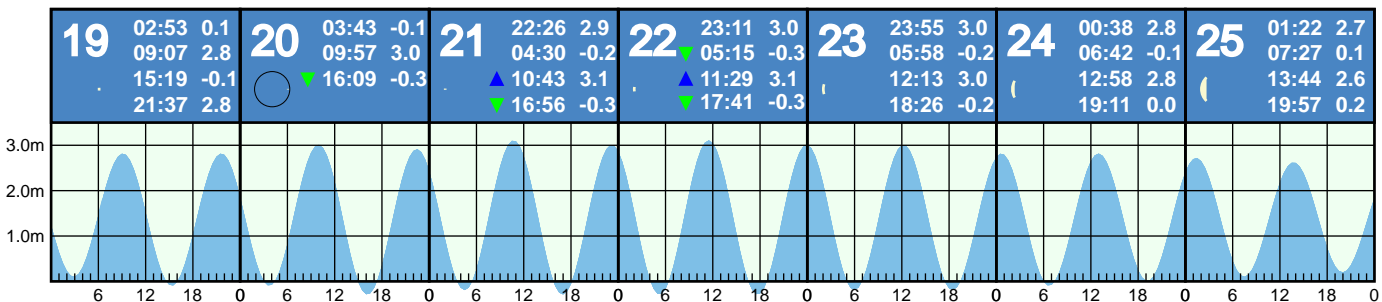 19 02:53 0.1
09:07 2.8
15:19 -0.1
21:37 2.8
20 03:43 -0.1
09:57 3.0
▼ 16:09 -0.3
21 22:26 2.9
04:30 -0.2
▲ 10:43 3.1
▼ 16:56 -0.3
22 23:11 3.0
▼ 05:15 -0.3
▲ 11:29 3.1
▼ 17:41 -0.3
23 23:55 3.0
05:58 -0.2
12:13 3.0
18:26 -0.2
24 00:38 2.8
06:42 -0.1
12:58 2.8
19:11 0.0
25 01:22 2.7
07:27 0.1
13:44 2.6
19:57 0.2
3.0m
2.0m
1.0m
6 12 18 0 6 12 18 0 6 12 18 0 6 12 18 0 6 12 18 0 6 12 18 0 6 12 18 0